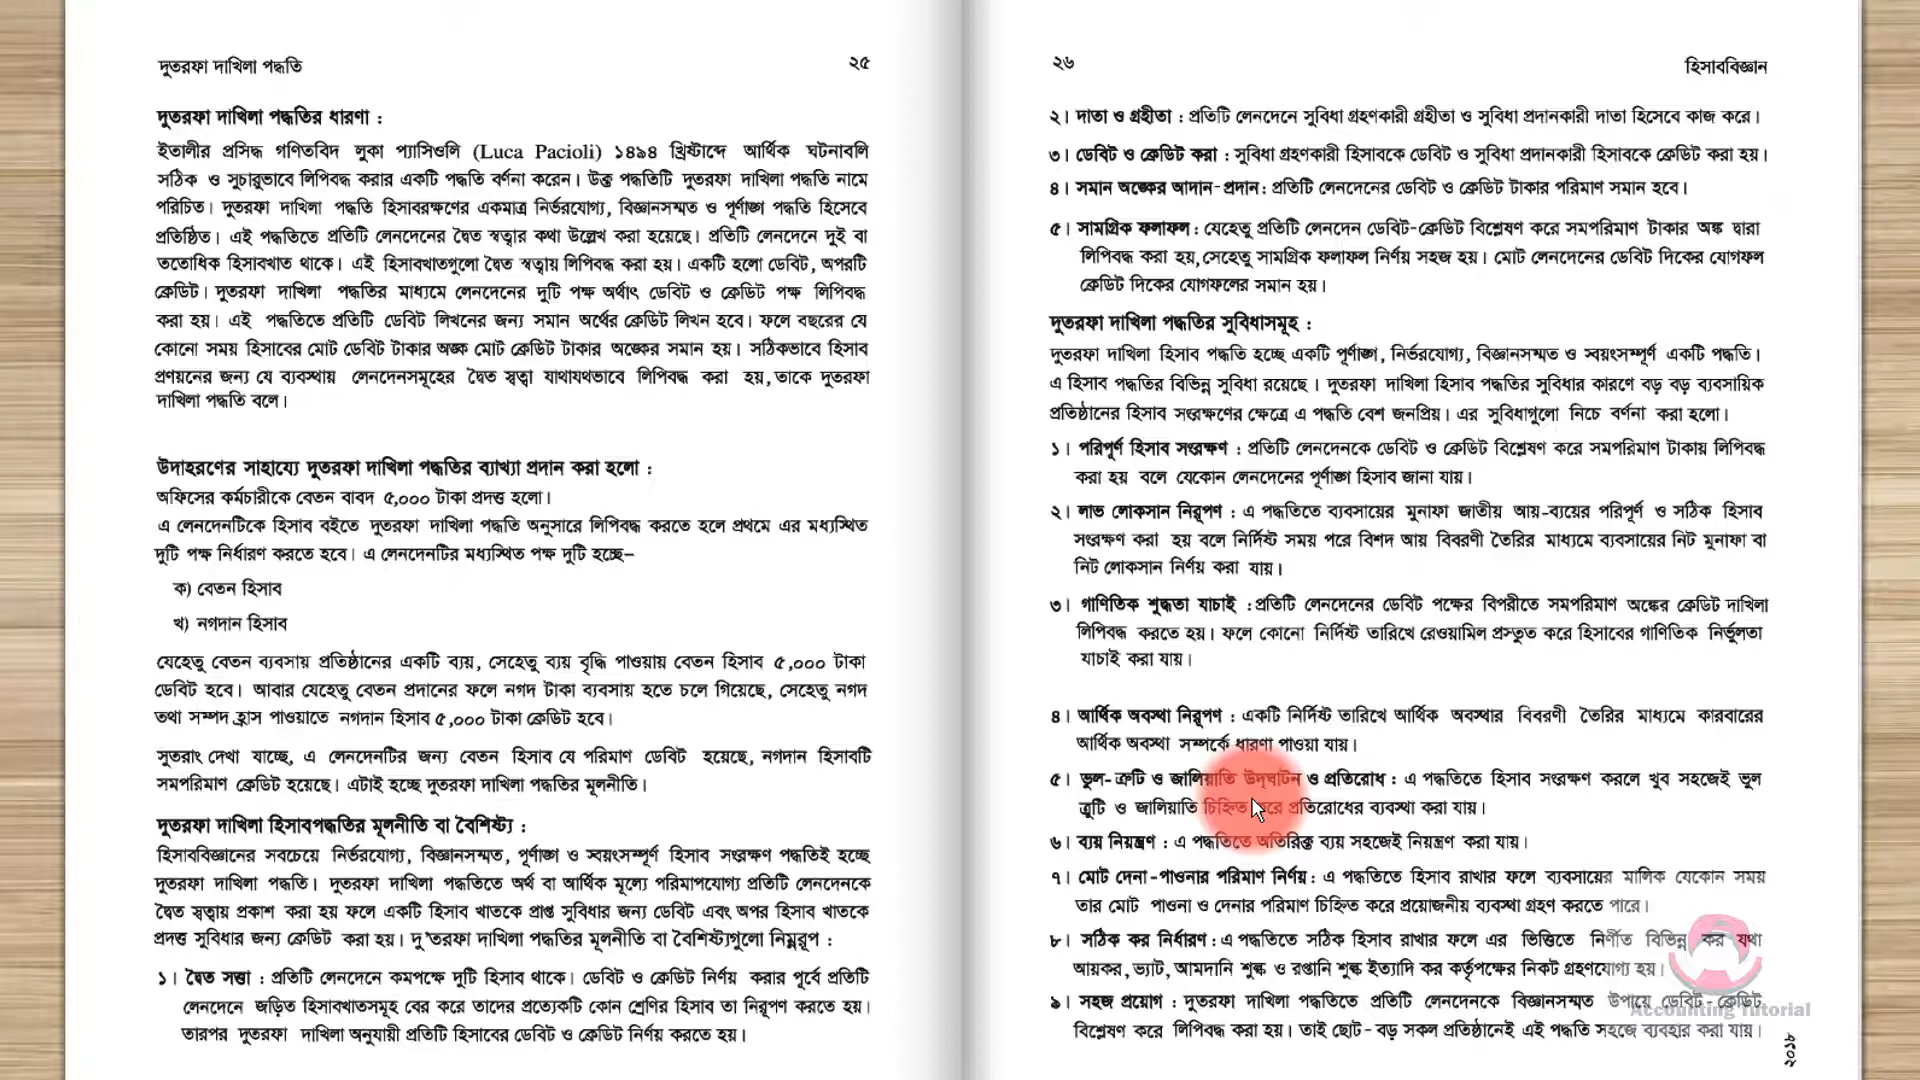 দুতরফা দাখিলা পদ্ধতি
২৫
দুতরফা দাখিলা পদ্ধতির ধারণা :
ইতালীর প্রসিদ্ধ গণিতবিদ লুকা প্যাসিওলি (Luca Pacioli) ১৪৯৪ খ্রিষ্টাব্দে আর্থিক ঘটনাবলি
সঠিক ও সুচারুভাবে লিপিবদ্ধ করার একটি পদ্ধতি বর্ণনা করেন। উক্ত পদ্ধতিটি দুতরফা দাখিলা পদ্ধতি নামে
পরিচিত। দুতরফা দাখিলা পদ্ধতি হিসাবরক্ষণের একমাত্র নির্ভরযোগ্য, বিজ্ঞানসম্মত ও পূর্ণাঙ্গ পদ্ধতি হিসেবে
প্রতিষ্ঠিত। এই পদ্ধতিতে প্রতিটি লেনদেনের দ্বৈত স্বত্বার কথা উল্লেখ করা হয়েছে। প্রতিটি লেনদেনে দুই বা
ততোধিক হিসাবখাত থাকে। এই হিসাবখাতগুলো দ্বৈত স্বত্বায় লিপিবদ্ধ করা হয়। একটি হলো ডেবিট, অপরটি
ক্রেডিট। দুতরফা দাখিলা পদ্ধতির মাধ্যমে লেনদেনের দুটি পক্ষ অর্থাৎ ডেবিট ও ক্রেডিট পক্ষ লিপিবদ্ধ
করা হয়। এই পদ্ধতিতে প্রতিটি ডেবিট লিখনের জন্য সমান অর্থের ক্রেডিট লিখন হবে। ফলে বছরের যে
কোনো সময় হিসাবের মোট ডেবিট টাকার অঙ্ক মোট ক্রেডিট টাকার অঙ্কের সমান হয়। সঠিকভাবে হিসাব
প্রণয়নের জন্য যে ব্যবস্থায় লেনদেনসমূহের দ্বৈত স্বত্বা যাথাযথভাবে লিপিবদ্ধ করা হয়, তাকে দুতরফা
দাখিলা পদ্ধতি বলে।
উদাহরণের সাহায্যে দুতরফা দাখিলা পদ্ধতির ব্যাখ্যা প্রদান করা হলো :
অফিসের কর্মচারীকে বেতন বাবদ ৫,০০০ টাকা প্রদত্ত হলো।
এ লেনদেনটিকে হিসাব বইতে দুতরফা দাখিলা পদ্ধতি অনুসারে লিপিবদ্ধ করতে হলে প্রথমে এর মধ্যস্থিত
দুটি পক্ষ নির্ধারণ করতে হবে। এ লেনদেনটির মধ্যস্থিত পক্ষ দুটি হচ্ছে–
ক) বেতন হিসাব
খ) নগদান হিসাব
যেহেতু বেতন ব্যবসায় প্রতিষ্ঠানের একটি ব্যয়, সেহেতু ব্যয় বৃদ্ধি পাওয়ায় বেতন হিসাব ৫,০০০ টাকা
ডেবিট হবে। আবার যেহেতু বেতন প্রদানের ফলে নগদ টাকা ব্যবসায় হতে চলে গিয়েছে, সেহেতু নগদ
তথা সম্পদ হ্রাস পাওয়াতে নগদান হিসাব ৫,০০০ টাকা ক্রেডিট হবে।
সুতরাং দেখা যাচ্ছে, এ লেনদেনটির জন্য বেতন হিসাব যে পরিমাণ ডেবিট হয়েছে, নগদান হিসাবটি
সমপরিমাণ ক্রেডিট হয়েছে। এটাই হচ্ছে দুতরফা দাখিলা পদ্ধতির মূলনীতি।
দুতরফা দাখিলা হিসাবপদ্ধতির মূলনীতি বা বৈশিষ্ট্য :
হিসাববিজ্ঞানের সবচেয়ে নির্ভরযোগ্য, বিজ্ঞানসম্মত, পূর্ণাঙ্গ ও স্বয়ংসম্পূর্ণ হিসাব সংরক্ষণ পদ্ধতিই হচ্ছে
দুতরফা দাখিলা পদ্ধতি। দুতরফা দাখিলা পদ্ধতিতে অর্থ বা আর্থিক মূল্যে পরিমাপযোগ্য প্রতিটি লেনদেনকে
দ্বৈত স্বত্বায় প্রকাশ করা হয় ফলে একটি হিসাব খাতকে প্রাপ্ত সুবিধার জন্য ডেবিট এবং অপর হিসাব খাতকে
প্রদত্ত সুবিধার জন্য ক্রেডিট করা হয়। দু'তরফা দাখিলা পদ্ধতির মূলনীতি বা বৈশিষ্ট্যগুলো নিম্নরূপ :
১। দ্বৈত সত্তা : প্রতিটি লেনদেনে কমপক্ষে দুটি হিসাব থাকে। ডেবিট ও ক্রেডিট নির্ণয় করার পূর্বে প্রতিটি
লেনদেনে জড়িত হিসাবখাতসমূহ বের করে তাদের প্রত্যেকটি কোন শ্রেণির হিসাব তা নিরূপণ করতে হয়।
তারপর দুতরফা দাখিলা অনুযায়ী প্রতিটি হিসাবের ডেবিট ও ক্রেডিট নির্ণয় করতে হয়।
২৬
হিসাববিজ্ঞান
২। দাতা ও গ্রহীতা : প্রতিটি লেনদেনে সুবিধা গ্রহণকারী গ্রহীতা ও সুবিধা প্রদানকারী দাতা হিসেবে কাজ করে।
৩। ডেবিট ও ক্রেডিট করা : সুবিধা গ্রহণকারী হিসাবকে ডেবিট ও সুবিধা প্রদানকারী হিসাবকে ক্রেডিট করা হয়।
৪। সমান অঙ্কের আদান-প্রদান : প্রতিটি লেনদেনের ডেবিট ও ক্রেডিট টাকার পরিমাণ সমান হবে।
৫। সামগ্রিক ফলাফল : যেহেতু প্রতিটি লেনদেন ডেবিট-ক্রেডিট বিশ্লেষণ করে সমপরিমাণ টাকার অঙ্ক দ্বারা
লিপিবদ্ধ করা হয়, সেহেতু সামগ্রিক ফলাফল নির্ণয় সহজ হয়। মোট লেনদেনের ডেবিট দিকের যোগফল
ক্রেডিট দিকের যোগফলের সমান হয়।
দুতরফা দাখিলা পদ্ধতির সুবিধাসমূহ :
দুতরফা দাখিলা হিসাব পদ্ধতি হচ্ছে একটি পূর্ণাঙ্গ, নির্ভরযোগ্য, বিজ্ঞানসম্মত ও স্বয়ংসম্পূর্ণ একটি পদ্ধতি।
এ হিসাব পদ্ধতির বিভিন্ন সুবিধা রয়েছে । দুতরফা দাখিলা হিসাব পদ্ধতির সুবিধার কারণে বড় বড় ব্যবসায়িক
প্রতিষ্ঠানের হিসাব সংরক্ষণের ক্ষেত্রে এ পদ্ধতি বেশ জনপ্রিয়। এর সুবিধাগুলো নিচে বর্ণনা করা হলো।
১। পরিপূর্ণ হিসাব সংরক্ষণ : প্রতিটি লেনদেনকে ডেবিট ও ক্রেডিট বিশ্লেষণ করে সমপরিমাণ টাকায় লিপিবদ্ধ
করা হয় বলে যেকোন লেনদেনের পূর্ণাঙ্গ হিসাব জানা যায়।
২। লাভ লোকসান নিরূপণ : এ পদ্ধতিতে ব্যবসায়ের মুনাফা জাতীয় আয়-ব্যয়ের পরিপূর্ণ ও সঠিক হিসাব
সংরক্ষণ করা হয় বলে নির্দিষ্ট সময় পরে বিশদ আয় বিবরণী তৈরির মাধ্যমে ব্যবসায়ের নিট মুনাফা বা
নিট লোকসান নির্ণয় করা যায়।
৩। গাণিতিক শুদ্ধতা যাচাই : প্রতিটি লেনদেনের ডেবিট পক্ষের বিপরীতে সমপরিমাণ অঙ্কের ক্রেডিট দাখিলা
লিপিবদ্ধ করতে হয়। ফলে কোনো নির্দিষ্ট তারিখে রেওয়ামিল প্রস্তুত করে হিসাবের গাণিতিক নির্ভুলতা
যাচাই করা যায়।
৪। আর্থিক অবস্থা নিরূপণ : একটি নির্দিষ্ট তারিখে আর্থিক অবস্থার বিবরণী তৈরির মাধ্যমে কারবারের
আর্থিক অবস্থা সম্পর্কে ধারণা পাওয়া যায়।
৫। ভুল-ত্রুটি ও জালিয়াতি উদ্‌ঘাটন ও প্রতিরোধ : এ পদ্ধতিতে হিসাব সংরক্ষণ করলে খুব সহজেই ভুল
ত্রুটি ও জালিয়াতি চিহ্নিত করে প্রতিরোধের ব্যবস্থা করা যায়।
৬। ব্যয় নিয়ন্ত্রণ : এ পদ্ধতিতে অতিরিক্ত ব্যয় সহজেই নিয়ন্ত্রণ করা যায়।
৭। মোট দেনা-পাওনার পরিমাণ নির্ণয় : এ পদ্ধতিতে হিসাব রাখার ফলে ব্যবসায়ের মালিক যেকোন সময়
তার মোট পাওনা ও দেনার পরিমাণ চিহ্নিত করে প্রয়োজনীয় ব্যবস্থা গ্রহণ করতে পারে।
৮। সঠিক কর নির্ধারণ : এ পদ্ধতিতে সঠিক হিসাব রাখার ফলে এর ভিত্তিতে নির্ণীত বিভিন্ন কর যথা
আয়কর, ভ্যাট, আমদানি শুল্ক ও রপ্তানি শুল্ক ইত্যাদি কর কর্তৃপক্ষের নিকট গ্রহণযোগ্য হয়।
৯। সহজ প্রয়োগ : দুতরফা দাখিলা পদ্ধতিতে প্রতিটি লেনদেনকে বিজ্ঞানসম্মত উপায়ে ডেবিট-ক্রেডিট
Accounting Tutorial
বিশ্লেষণ করে লিপিবদ্ধ করা হয়। তাই ছোট-বড় সকল প্রতিষ্ঠানেই এই পদ্ধতি সহজে ব্যবহার করা যায়।
২০১৮